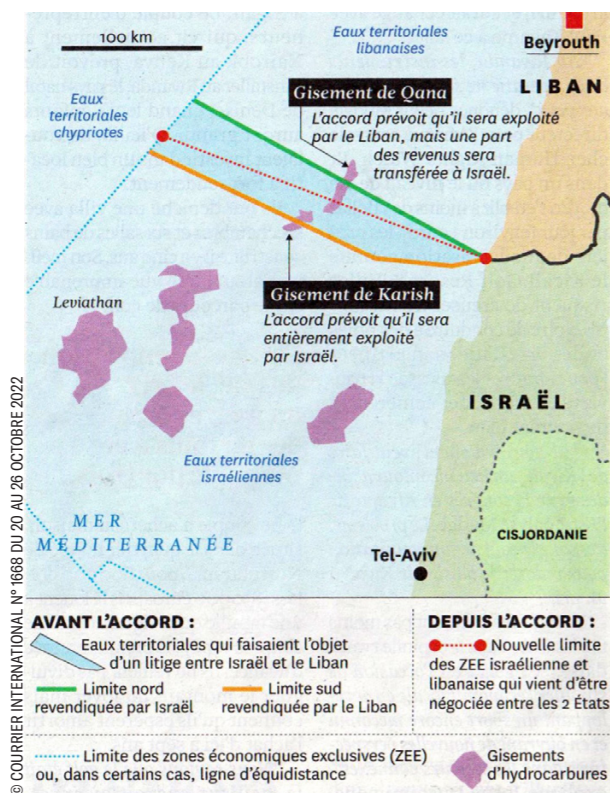 100 km
Eaux territoriales
libanaises
Beyrouth
LIBAN
Eaux
territoriales
chypriotes
Gisement de Qana
L'accord prévoit qu'il sera exploité
par le Liban, mais une part
des revenus sera
transférée à Israël.
Gisement de Karish
L'accord prévoit qu'il sera
entièrement exploité
par Israël.
Leviathan
ISRAËL
Eaux territoriales
israéliennes
MER
MÉDITERRANÉE
Tel-Aviv
CISJORDANIE
AVANT L'ACCORD :
Eaux territoriales qui faisaient l'objet
d'un litige entre Israël et le Liban
Limite nord
revendiquée par Israël
Limite sud
revendiquée par le Liban
Limite des zones économiques exclusives (ZEE)
ou, dans certains cas, ligne d'équidistance
DEPUIS L'ACCORD :
Nouvelle limite
des ZEE israélienne et
libanaise qui vient d'être
négociée entre les 2 États
Gisements
d'hydrocarbures
© COURRIER INTERNATIONAL N° 1668 DU 20 AU 26 OCTOBRE 2022